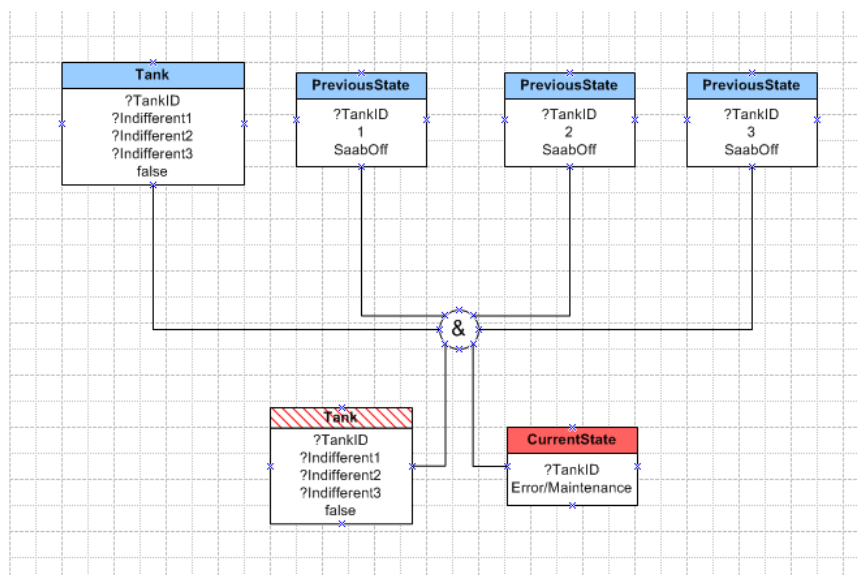 Tank
?TankID
?Indifferent1
?Indifferent2
?Indifferent3
false
PreviousState
?TankID
1
SaabOff
PreviousState
?TankID
2
SaabOff
PreviousState
?TankID
3
SaabOff
&
Tank
?TankID
?Indifferent1
?Indifferent2
?Indifferent3
false
CurrentState
?TankID
Error/Maintenance